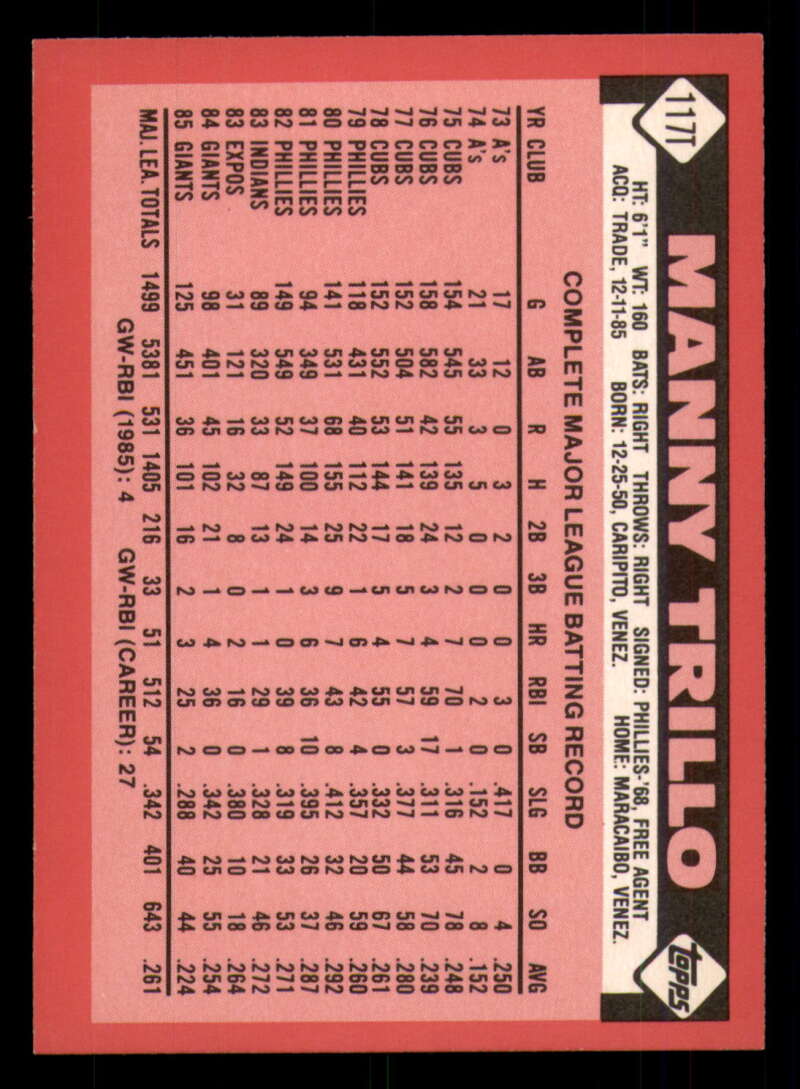 117T
MANNY TRILLO
topps
HT: 6'1" WT: 160 BATS: RIGHT THROWS: RIGHT SIGNED: PHILLIES-'68, FREE AGENT
ACQ: TRADE, 12-11-85 BORN: 12-25-50, CARIPITO, VENEZ. HOME: MARACAIBO, VENEZ.
COMPLETE MAJOR LEAGUE BATTING RECORD
YR CLUB G AB R H 2B 3B HR RBI SB SLG BB SO AVG
73 A's 17 12 0 3 2 0 0 3 0 .417 0 4 .250
74 A's 21 33 3 5 0 0 0 2 0 .152 2 8 .152
75 CUBS 154 545 55 135 12 2 7 70 1 .316 45 78 .248
76 CUBS 158 582 42 139 24 3 4 59 17 .311 53 70 .239
77 CUBS 152 504 51 141 18 5 7 57 3 .377 44 58 .280
78 CUBS 152 552 53 144 17 5 4 55 0 .332 50 67 .261
79 PHILLIES 118 431 40 112 22 1 6 42 4 .357 20 59 .260
80 PHILLIES 141 531 68 155 25 9 7 43 8 .412 32 46 .292
81 PHILLIES 94 349 37 100 14 3 6 36 10 .395 26 37 .287
82 PHILLIES 149 549 52 149 24 1 0 39 8 .319 33 53 .271
83 INDIANS 89 320 33 87 13 1 1 29 1 .328 21 46 .272
83 EXPOS 31 121 16 32 8 0 2 16 0 .380 10 18 .264
84 GIANTS 98 401 45 102 21 1 4 36 0 .342 25 55 .254
85 GIANTS 125 451 36 101 16 2 3 25 2 .288 40 44 .224
MAJ. LEA. TOTALS 1499 5381 531 1405 216 33 51 512 54 .342 401 643 .261
GW-RBI (1985): 4 GW-RBI (CAREER): 27